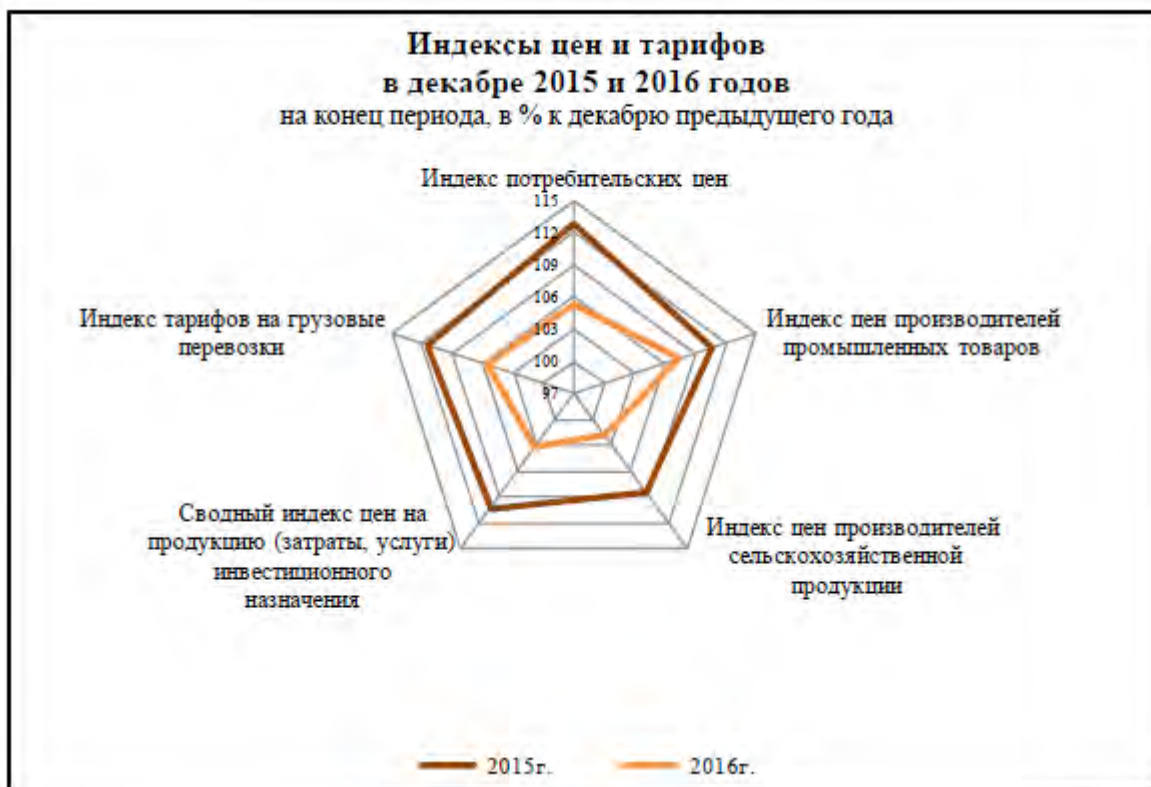 Индексы цен и тарифов
в декабре 2015 и 2016 годов
на конец периода, в % к декабрю предыдущего года
Индекс потребительских цен
115
112
109
106
103
100
97
Индекс тарифов на грузовые
перевозки
Индекс цен производителей
промышленных товаров
Сводный индекс цен на
продукцию (затраты, услуги)
инвестиционного
назначения
Индекс цен производителей
сельскохозяйственной
продукции
2015г.
2016г.